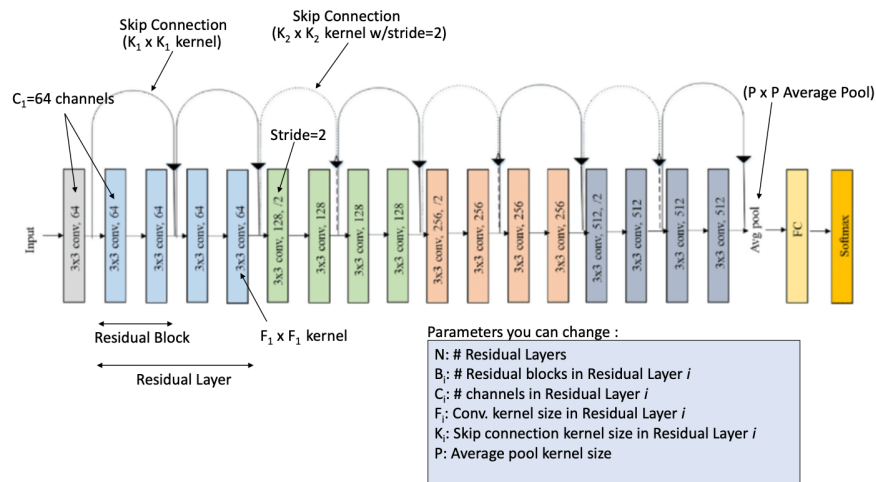 Skip Connection
(K₁ x K₁ kernel)
Skip Connection
(K₂ x K₂ kernel w/stride=2)
C₁=64 channels
(P x P Average Pool)
Stride=2
Input
3x3 conv, 64
3x3 conv, 64
3x3 conv, 64
3x3 conv, 64
3x3 conv, 64
3x3 conv, 128, /2
3x3 conv, 128
3x3 conv, 128
3x3 conv, 128
3x3 conv, 256, /2
3x3 conv, 256
3x3 conv, 256
3x3 conv, 256
3x3 conv, 512, /2
3x3 conv, 512
3x3 conv, 512
3x3 conv, 512
Avg pool
FC
Softmax
Residual Block
F₁ x F₁ kernel
Residual Layer
Parameters you can change :
N: # Residual Layers
Bᵢ: # Residual blocks in Residual Layer i
Cᵢ: # channels in Residual Layer i
Fᵢ: Conv. kernel size in Residual Layer i
Kᵢ: Skip connection kernel size in Residual Layer i
P: Average pool kernel size